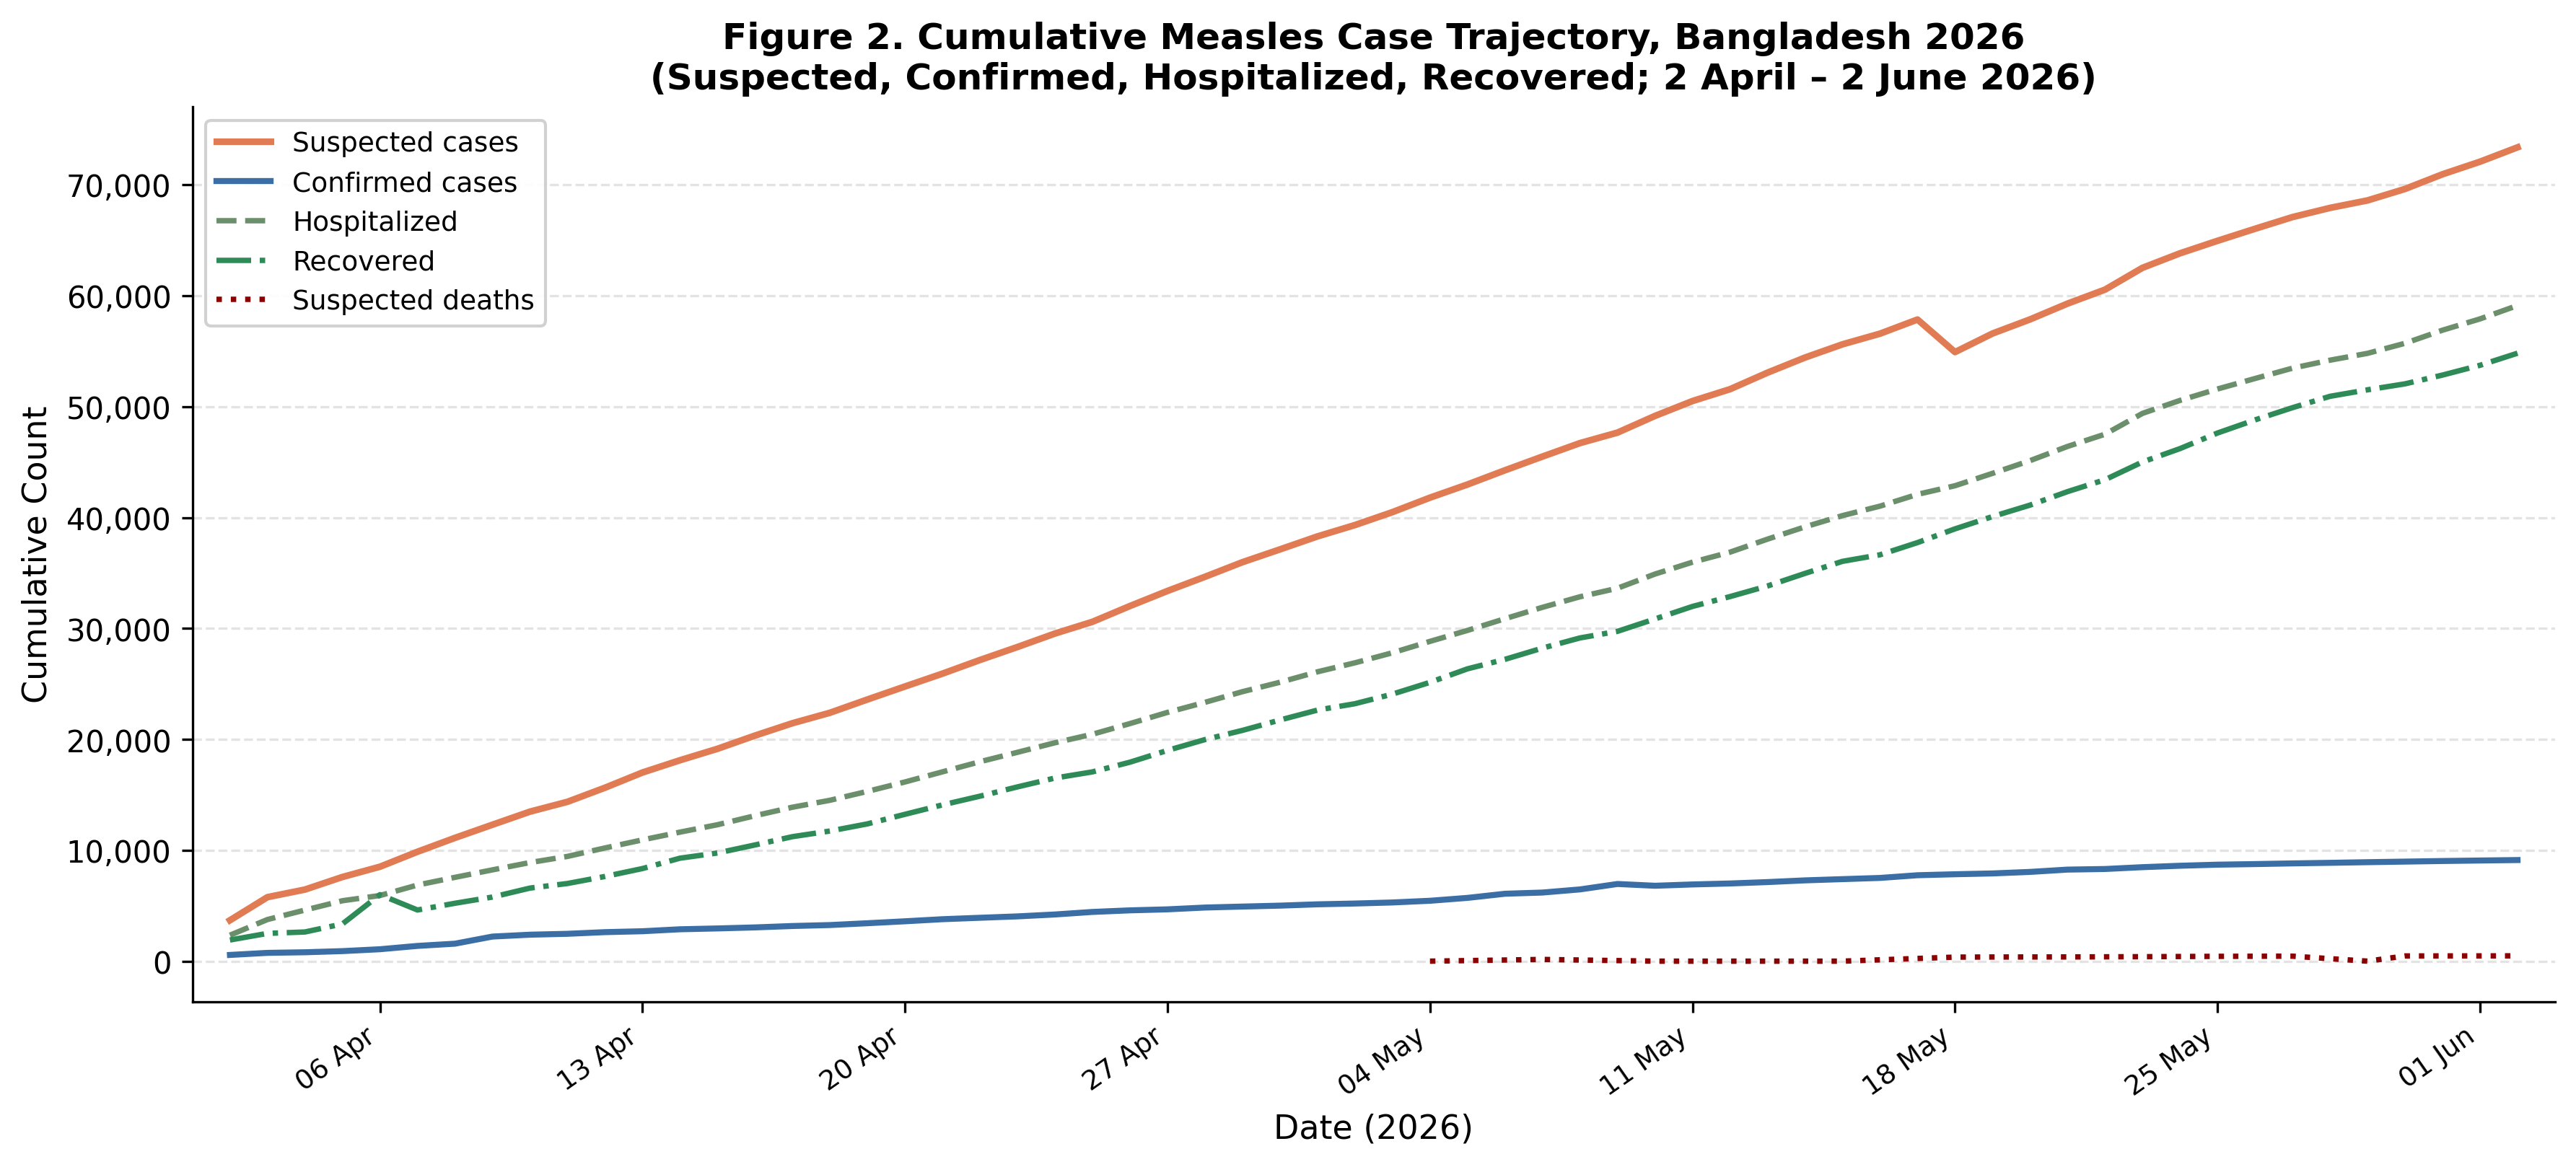 Figure 2. Cumulative Measles Case Trajectory, Bangladesh 2026
(Suspected, Confirmed, Hospitalized, Recovered; 2 April – 2 June 2026)
Suspected cases
Confirmed cases
Hospitalized
Recovered
Suspected deaths
Cumulative Count
70,000
60,000
50,000
40,000
30,000
20,000
10,000
0
06 Apr
13 Apr
20 Apr
27 Apr
04 May
11 May
18 May
25 May
01 Jun
Date (2026)